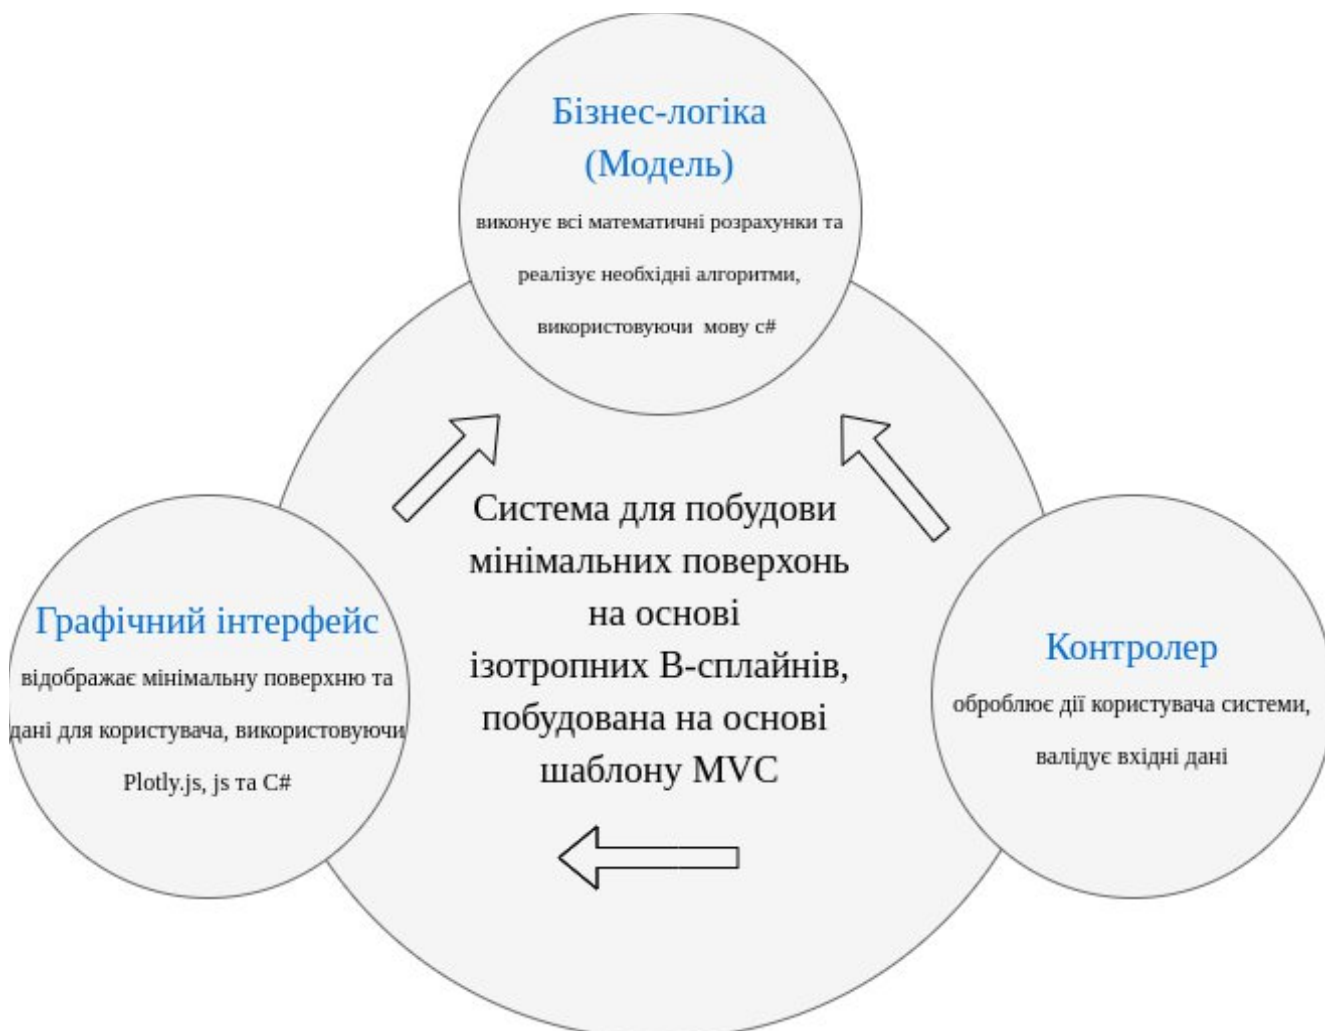 Бізнес-логіка
(Модель)
виконує всі математичні розрахунки та
реалізує необхідні алгоритми,
використовуючи мову с#
Система для побудови
мінімальних поверхонь
на основі
ізотропних В-сплайнів,
побудована на основі
шаблону MVC
Графічний інтерфейс
відображає мінімальну поверхню та
дані для користувача, використовуючи
Plotly.js, js та C#
Контролер
оброблює дії користувача системи,
валідує вхідні дані